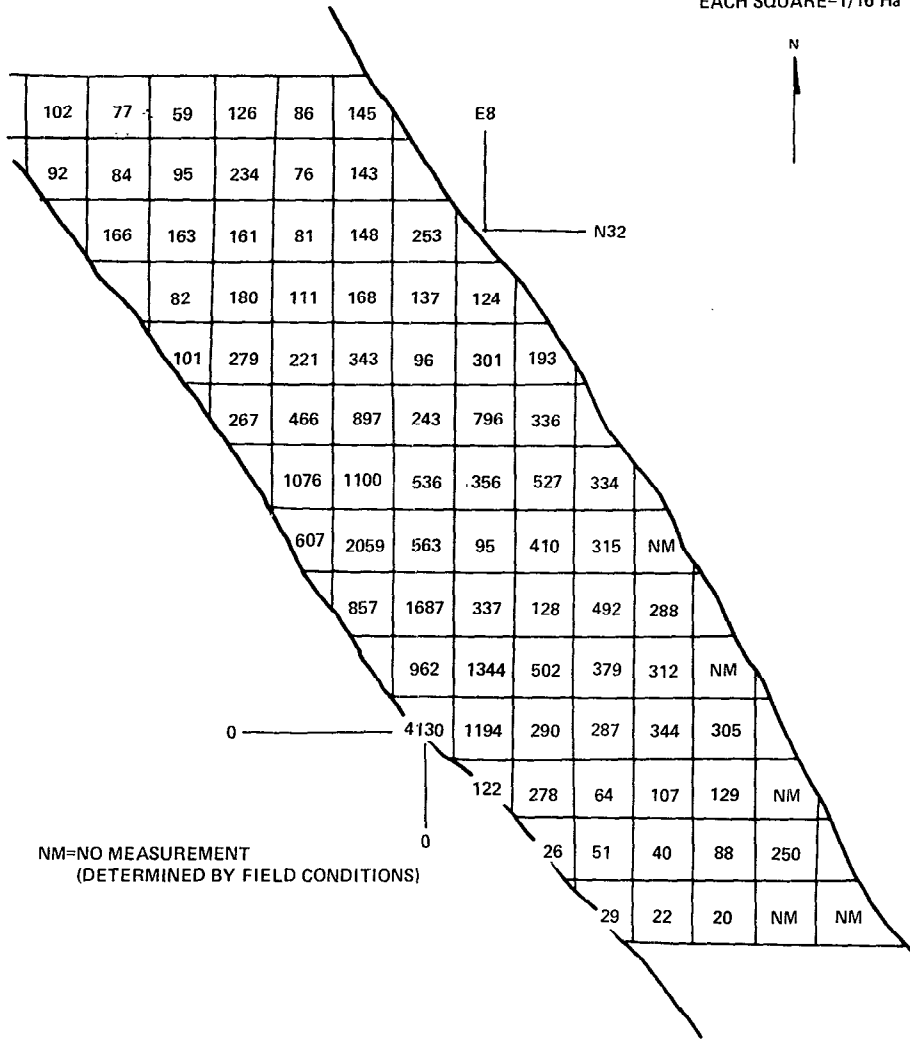 EACH SQUARE=1/16 Ha
N
102 77 59 126 86 145
E8
92 84 95 234 76 143
166 163 161 81 148 253
N32
82 180 111 168 137 124
101 279 221 343 96 301 193
267 466 897 243 796 336
1076 1100 536 356 527 334
607 2059 563 95 410 315 NM
857 1687 337 128 492 288
962 1344 502 379 312 NM
0 4130 1194 290 287 344 305
122 278 64 107 129 NM
0
NM=NO MEASUREMENT
(DETERMINED BY FIELD CONDITIONS)
26 51 40 88 250
29 22 20 NM NM